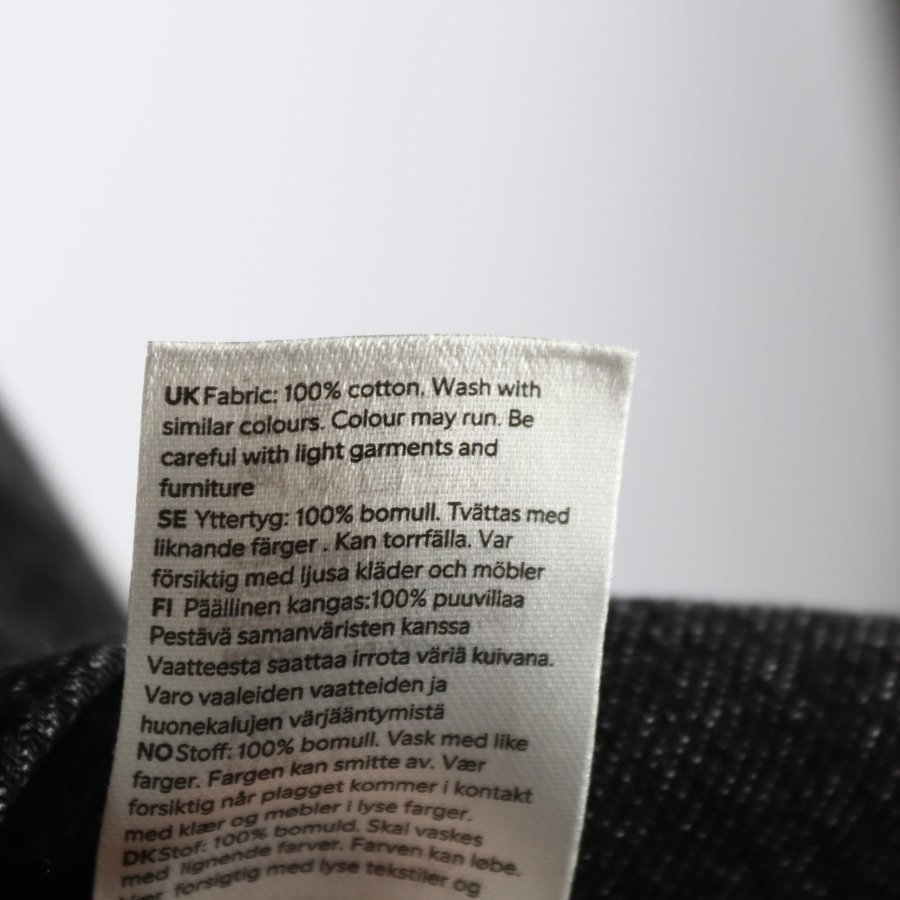 UK Fabric: 100% cotton. Wash with
similar colours. Colour may run. Be
careful with light garments and
furniture
SE Yttertyg: 100% bomull. Tvättas med
liknande färger . Kan torrfälla. Var
försiktig med ljusa kläder och möbler
FI Päällinen kangas:100% puuvillaa
Pestävä samanväristen kanssa
Vaatteesta saattaa irrota väriä kuivana.
Varo vaaleiden vaatteiden ja
huonekalujen värjääntymistä
NO Stoff: 100% bomull. Vask med like
farger. Fargen kan smitte av. Vær
forsiktig når plagget kommer i kontakt
med klær og møbler i lyse farger.
DK Stof: 100% bomuld. Skal vaskes
med lignende farver. Farven kan løbe.
forsigtig med lyse tekstiler og